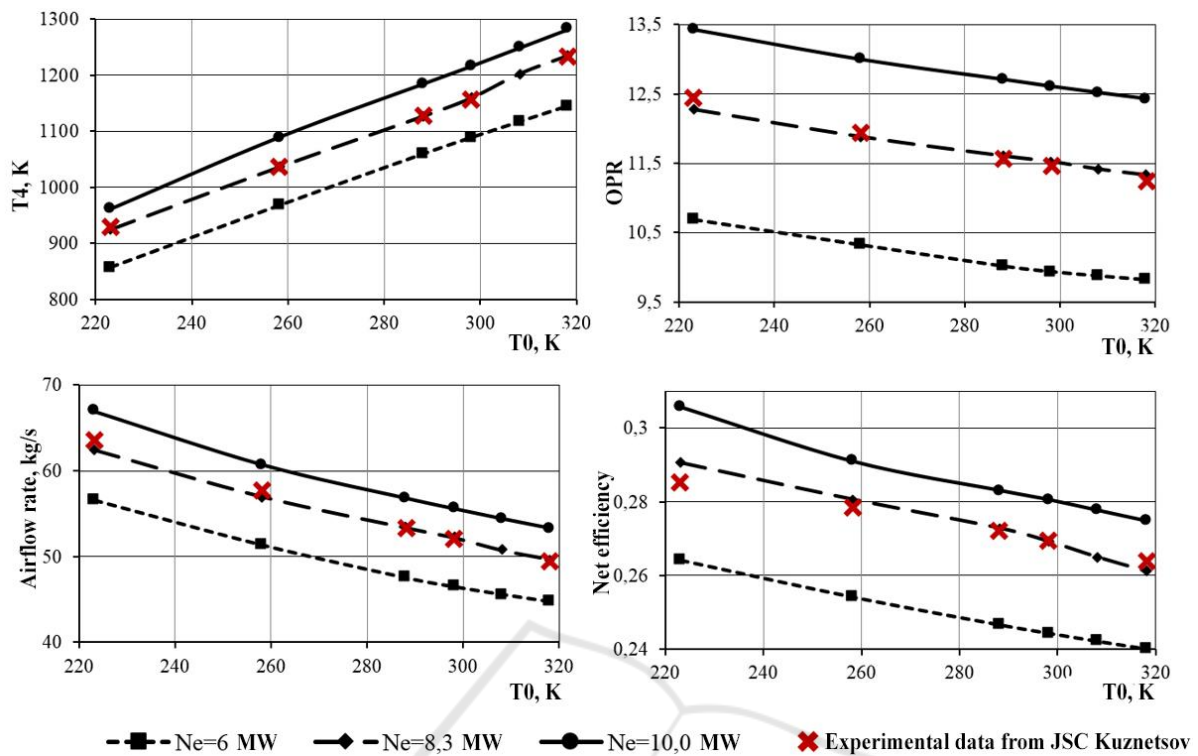 T4, K
1300
1200
1100
1000
900
800
220 240 260 280 300 320
T0, K
OPR
13,5
12,5
11,5
10,5
9,5
220 240 260 280 300 320
T0, K
Airflow rate, kg/s
70
60
50
40
220 240 260 280 300 320
T0, K
Net efficiency
0,3
0,28
0,26
0,24
220 240 260 280 300 320
T0, K
Ne=6 MW Ne=8,3 MW Ne=10,0 MW Experimental data from JSC Kuznetsov